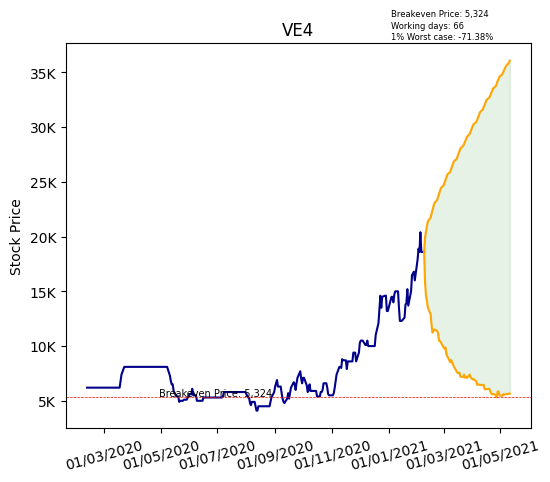 Breakeven Price: 5,324
Working days: 66
1% Worst case: -71.38%
VE4
Stock Price
35K
30K
25K
20K
15K
10K
5K
Breakeven Price: 5,324
01/03/2020
01/05/2020
01/07/2020
01/09/2020
01/11/2020
01/01/2021
01/03/2021
01/05/2021